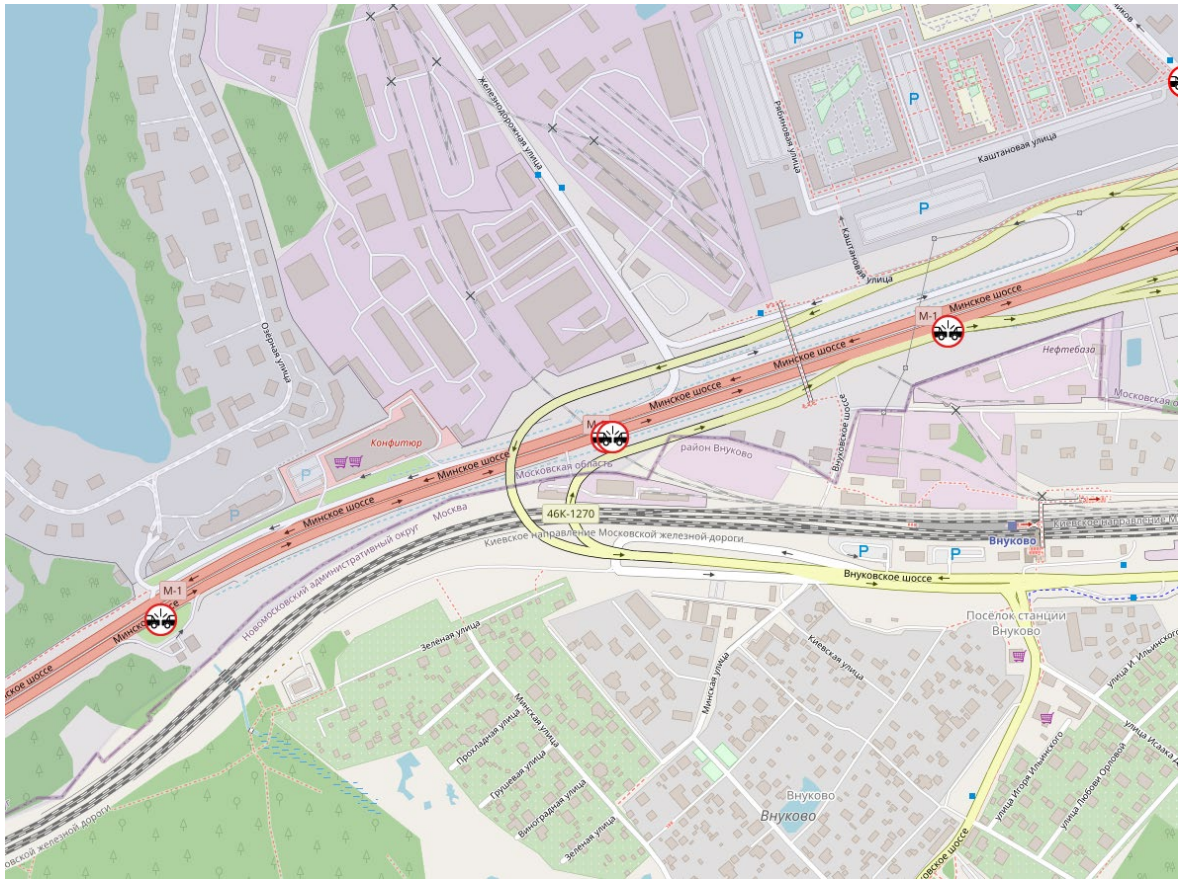 Железнодорожная улица
Рябиновая улица
Каштановая улица
Каштановая улица
P
P
P
Озёрная улица
Минское шоссе
М-1
Нефтебаза
Минское шоссе
Минское шоссе
Внуковское шоссе
район Внуково
Конфитюр
P
P
Минское шоссе
Московская область
Минское шоссе
Москва
Новомосковский административный округ
46К-1270
Киевское направление Московской железной дороги
Внуково
P
P
Внуковское шоссе
М-1
Посёлок станции
Внуково
Зелёная улица
Киевская улица
Минская улица
Минская улица
Прохладная улица
Грушевая улица
Виноградная улица
Зелёная улица
Внуково
Внуково
улица И. Ильинского
улица Игоря Ильинского
улица Любови Орловой